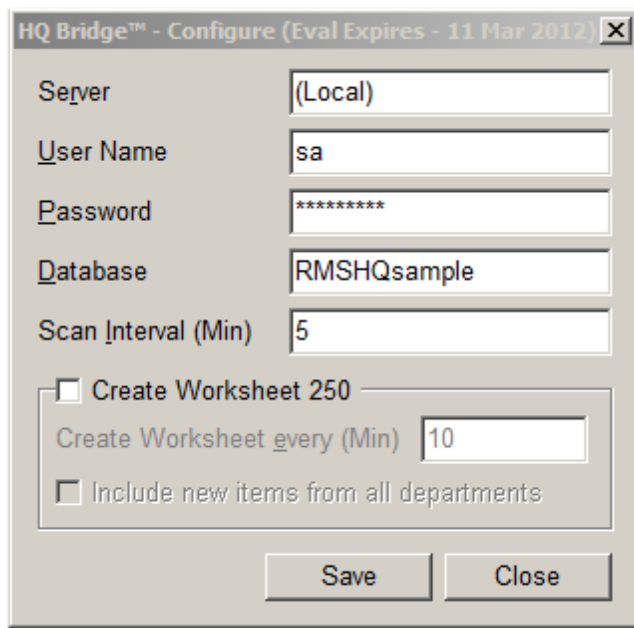 HQ Bridge™ - Configure (Eval Expires - 11 Mar 2012)
Server (Local)
User Name sa
Password *********
Database RMSHQsample
Scan Interval (Min) 5
Create Worksheet 250
Create Worksheet every (Min) 10
Include new items from all departments
Save Close